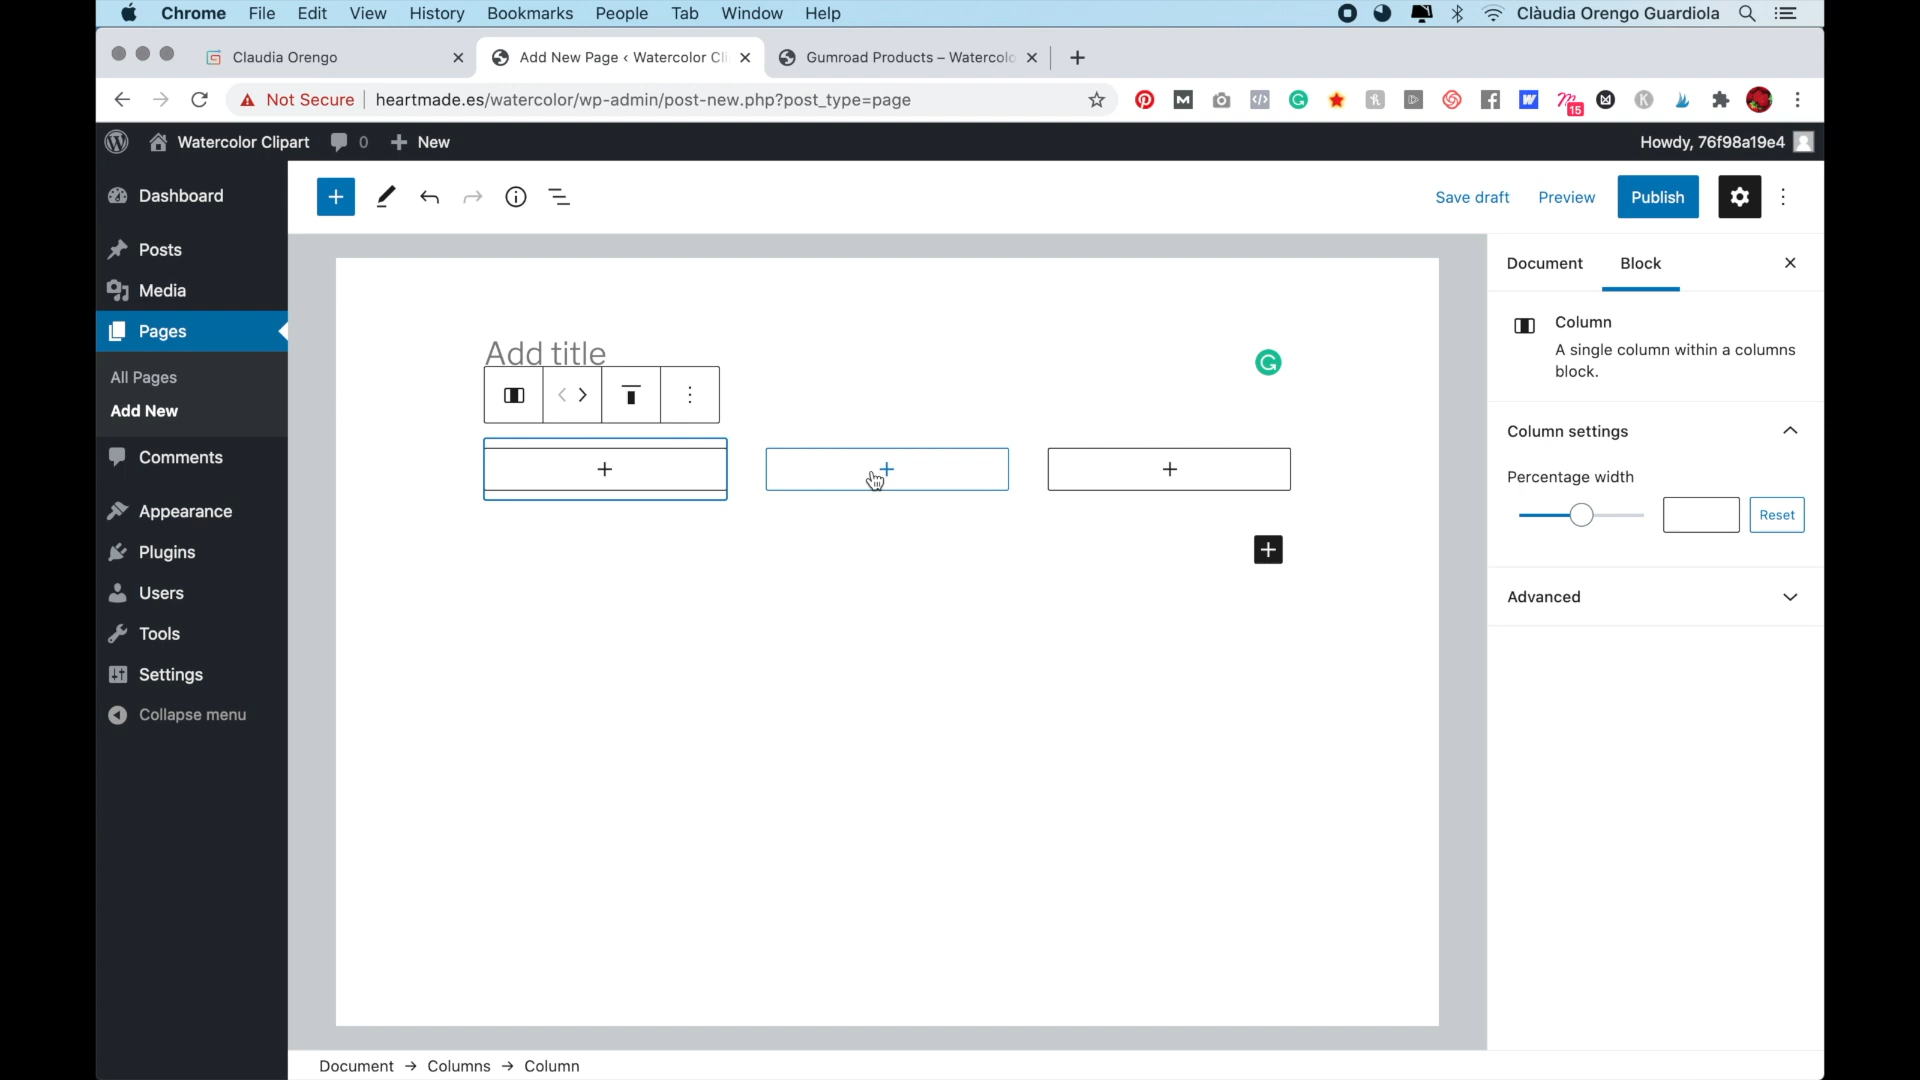 Chrome File Edit View History Bookmarks People Tab Window Help Clàudia Orengo Guardiola
Claudia Orengo Add New Page ‹ Watercolor Cli Gumroad Products – Watercolo
Not Secure heartmade.es/watercolor/wp-admin/post-new.php?post_type=page 15
Watercolor Clipart 0 New Howdy, 76f98a19e4
Dashboard
Posts
Media
Pages
All Pages
Add New
Comments
Appearance
Plugins
Users
Tools
Settings
Collapse menu
Save draft Preview Publish
Add title
Document Block
Column
A single column within a columns
block.
Column settings
Percentage width
Reset
Advanced
Document → Columns → Column